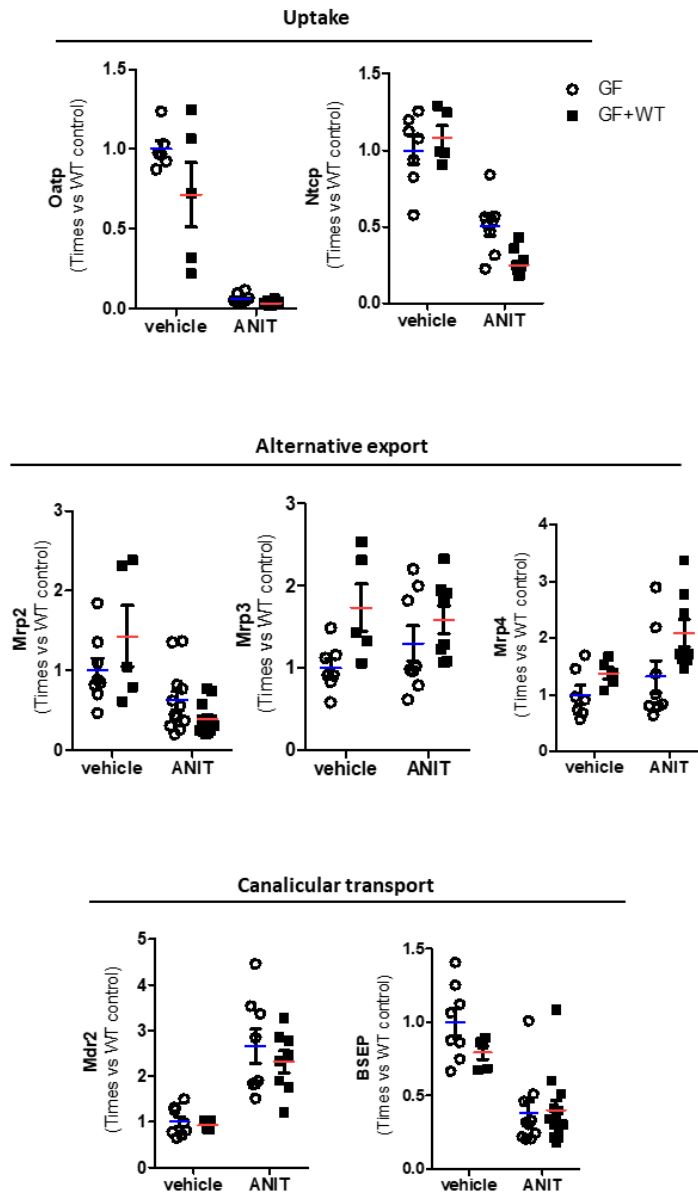 Uptake
Oatp
(Times vs WT control)
1.5
1.0
0.5
0.0
vehicle
ANIT
Ntcp
(Times vs WT control)
1.5
1.0
0.5
0.0
vehicle
ANIT
GF
GF+WT
Alternative export
Mrp2
(Times vs WT control)
3
2
1
0
vehicle
ANIT
Mrp3
(Times vs WT control)
3
2
1
0
vehicle
ANIT
Mrp4
(Times vs WT control)
4
3
2
1
0
vehicle
ANIT
Canalicular transport
Mdr2
(Times vs WT control)
5
4
3
2
1
0
vehicle
ANIT
BSEP
(Times vs WT control)
1.5
1.0
0.5
0.0
vehicle
ANIT